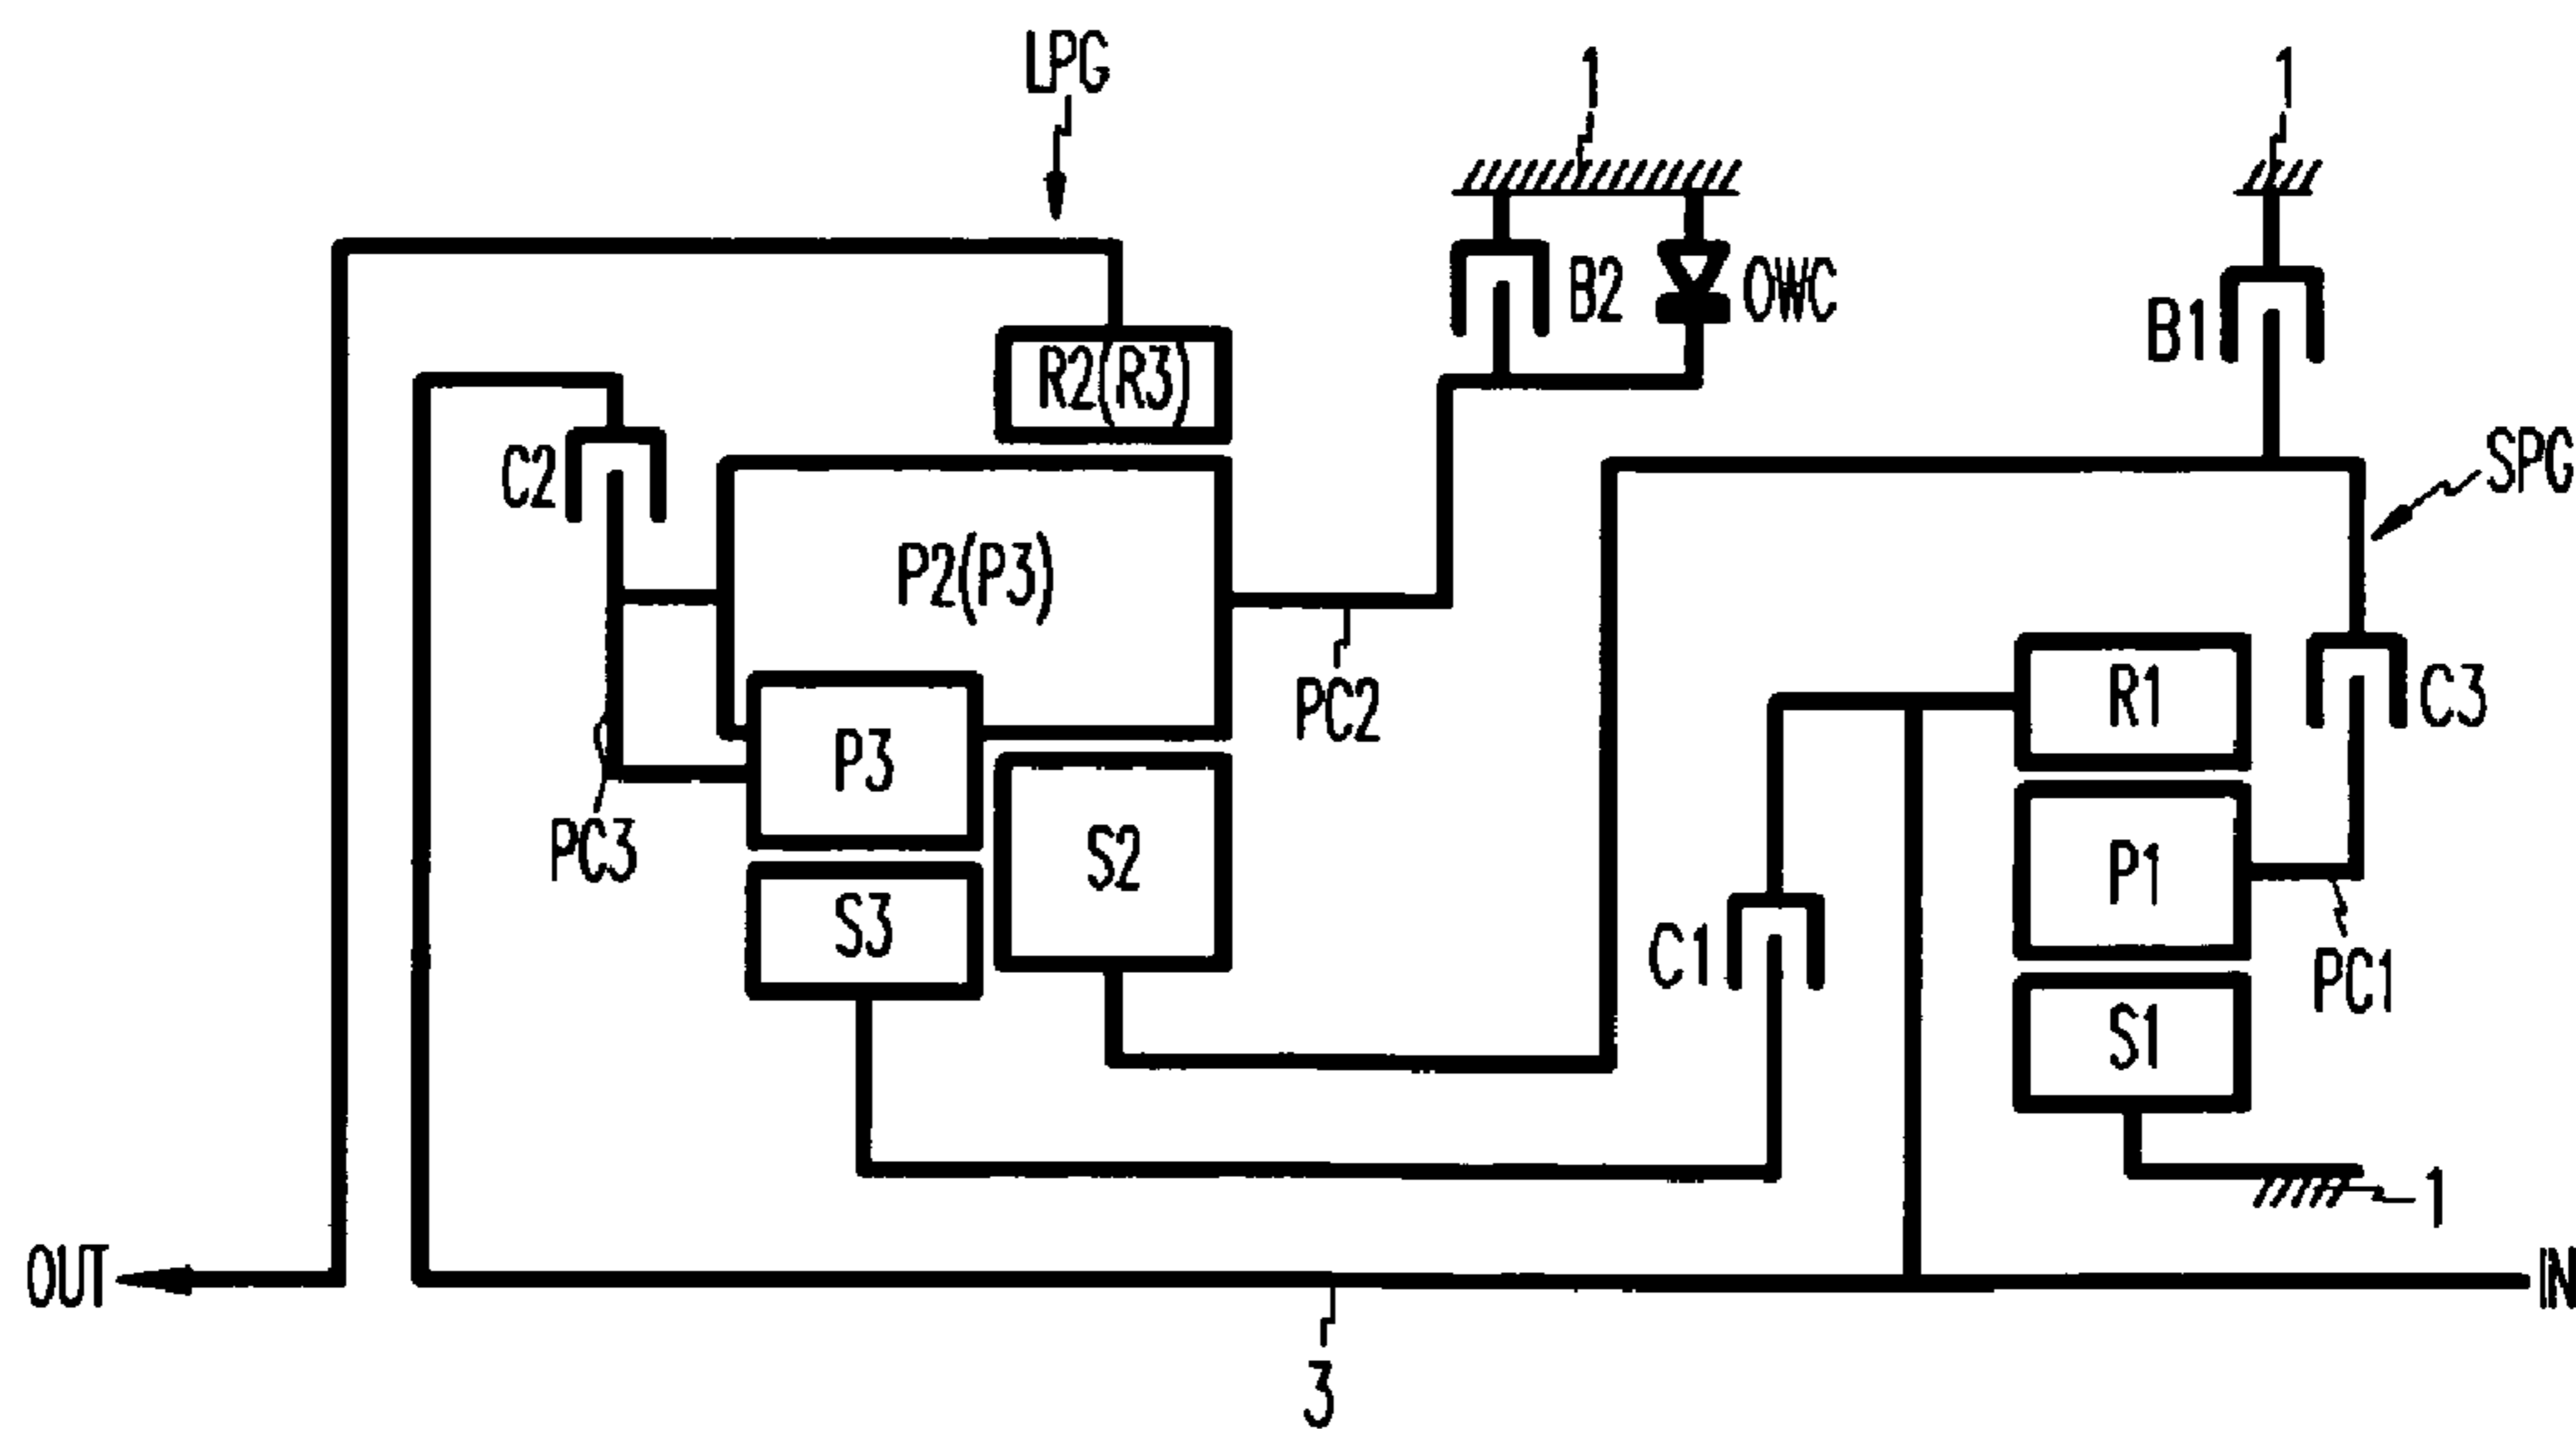 LPG
1
1
B2
OWC
B1
R2(R3)
C2
SPG
P2(P3)
PC2
R1
C3
P3
PC3
S2
P1
S3
C1
PC1
S1
1
OUT
IN
3